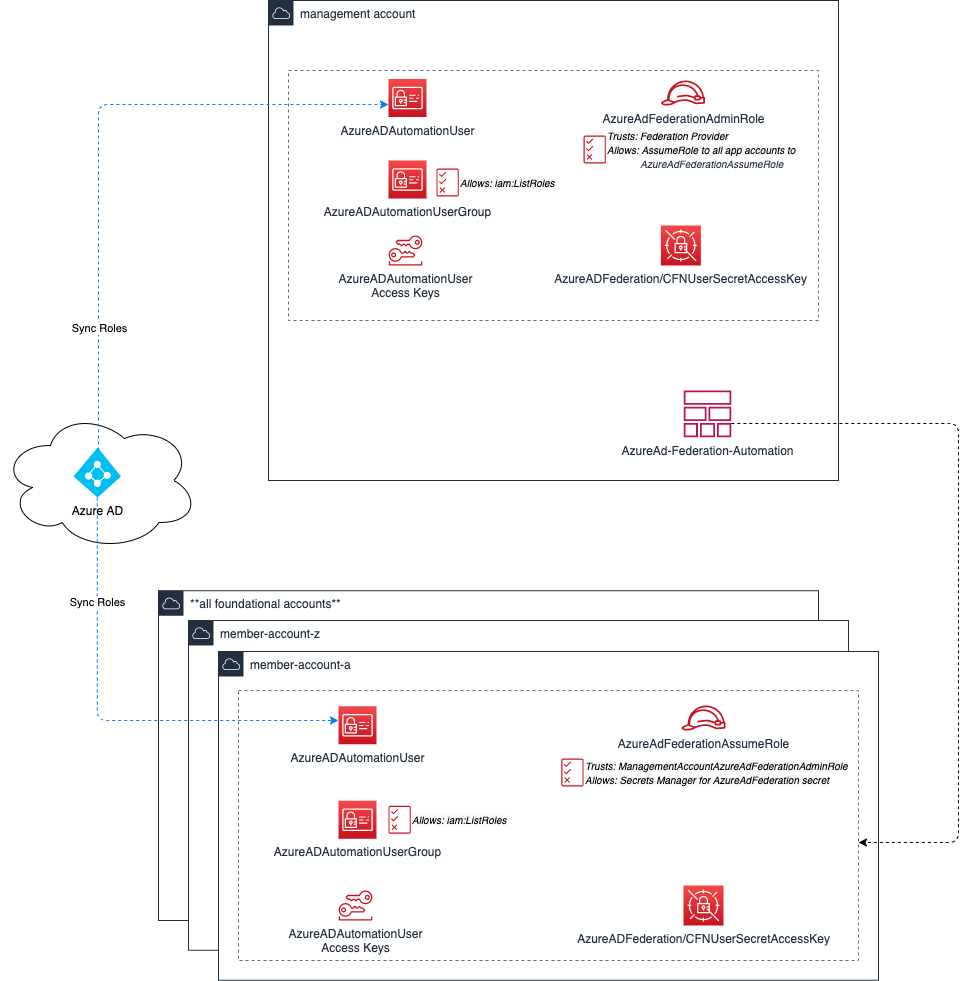 management account
AzureADAutomationUser
AzureAdFederationAdminRole
Trusts: Federation Provider
Allows: AssumeRole to all app accounts to
AzureAdFederationAssumeRole
Allows: iam:ListRoles
AzureADAutomationUserGroup
AzureADAutomationUser
Access Keys
AzureADFederation/CFNUserSecretAccessKey
Sync Roles
AzureAd-Federation-Automation
Azure AD
Sync Roles
**all foundational accounts**
member-account-z
member-account-a
AzureADAutomationUser
AzureAdFederationAssumeRole
Trusts: ManagementAccountAzureAdFederationAdminRole
Allows: Secrets Manager for AzureAdFederation secret
Allows: iam:ListRoles
AzureADAutomationUserGroup
AzureADAutomationUser
Access Keys
AzureADFederation/CFNUserSecretAccessKey